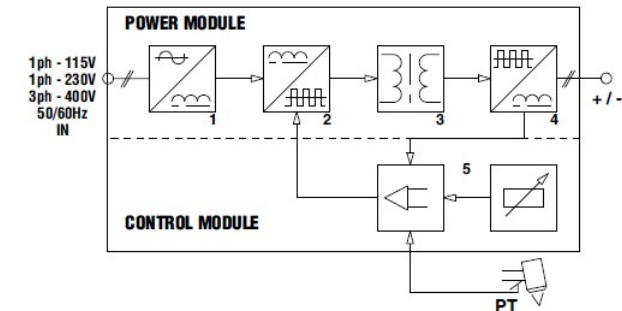 POWER MODULE
1ph - 115V
1ph - 230V
3ph - 400V
50/60Hz
IN
1
2
3
4
+ / -
5
CONTROL MODULE
PT